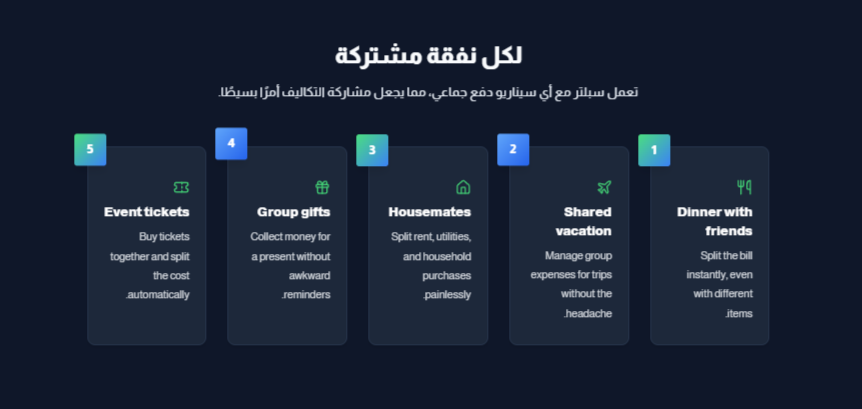 لكل نفقة مشتركة
تعمل سبلتر مع أي سيناريو دفع جماعي، مما يجعل مشاركة التكاليف أمرًا بسيطًا.
1
Dinner with
friends
Split the bill
instantly, even
with different
.items
2
Shared
vacation
Manage group
expenses for trips
without the
.headache
3
Housemates
Split rent, utilities,
and household
purchases
.painlessly
4
Group gifts
Collect money for
a present without
awkward
.reminders
5
Event tickets
Buy tickets
together and split
the cost
.automatically